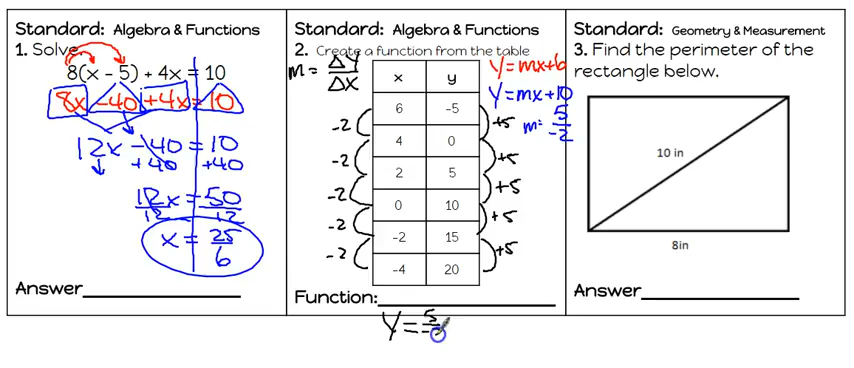 Standard: Algebra & Functions
1. Solve.
8(x - 5) + 4x = 10
8x -40 +4x = 10
12x - 40 = 10
+40 +40
12x = 50
12 12
x = 25/6
Answer
Standard: Algebra & Functions
2. Create a function from the table
m = ΔY/ΔX
x y
6 -5
4 0
2 5
0 10
-2 15
-4 20
-2
-2
-2
-2
-2
+5
+5
+5
+5
+5
Y=mx+b
Y=mx+10
m= 5/-2
Function:
Y= 5/-
Standard: Geometry & Measurement
3. Find the perimeter of the
rectangle below.
10 in
8in
Answer